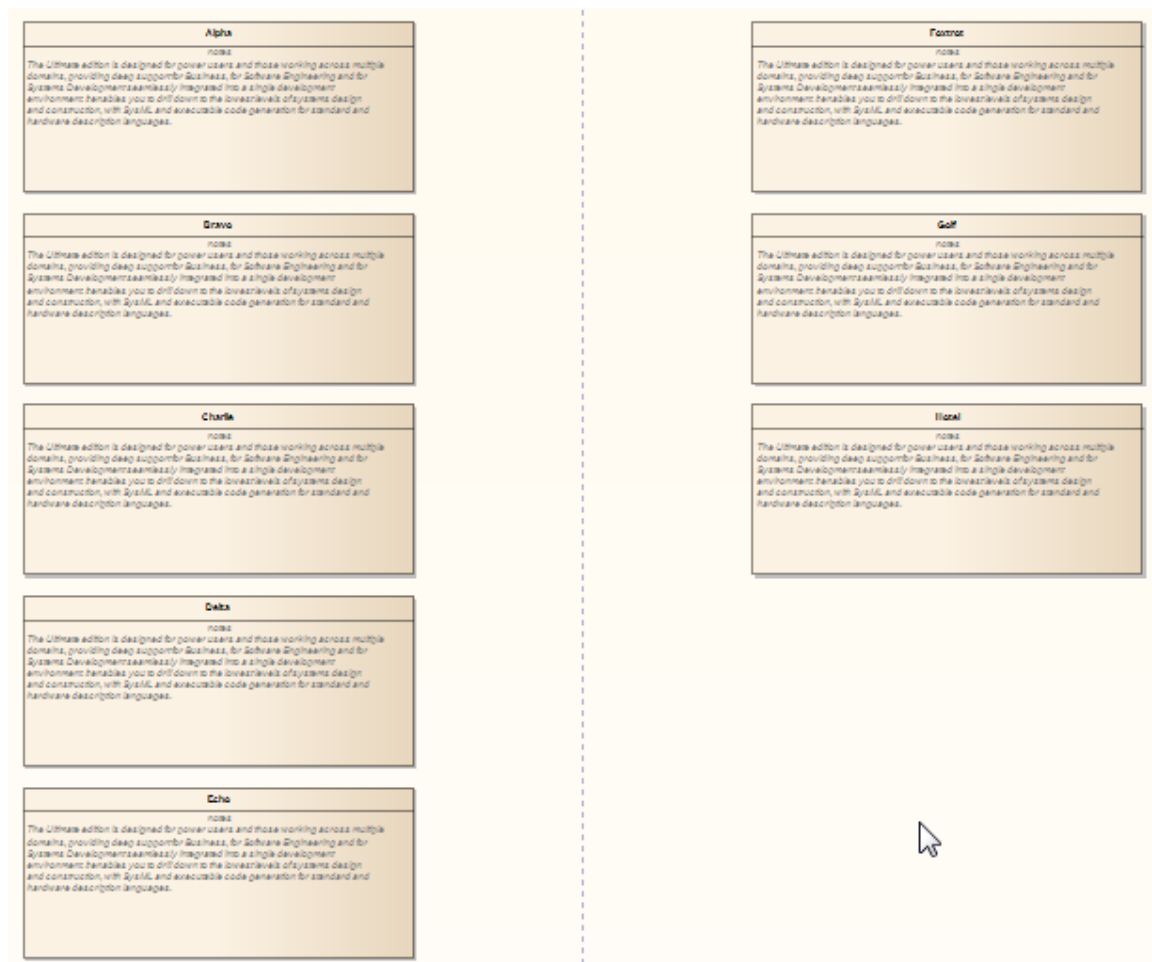 Alpha
notes
The Ultimate edition is designed for power users and those working across multiple
domains, providing deep support for Business, for Software Engineering and for
Systems Development seamlessly integrated into a single development
environment. It enables you to drill down to the lowest levels of systems design
and construction, with SysML and executable code generation for standard and
hardware description languages.
Bravo
notes
The Ultimate edition is designed for power users and those working across multiple
domains, providing deep support for Business, for Software Engineering and for
Systems Development seamlessly integrated into a single development
environment. It enables you to drill down to the lowest levels of systems design
and construction, with SysML and executable code generation for standard and
hardware description languages.
Charlie
notes
The Ultimate edition is designed for power users and those working across multiple
domains, providing deep support for Business, for Software Engineering and for
Systems Development seamlessly integrated into a single development
environment. It enables you to drill down to the lowest levels of systems design
and construction, with SysML and executable code generation for standard and
hardware description languages.
Delta
notes
The Ultimate edition is designed for power users and those working across multiple
domains, providing deep support for Business, for Software Engineering and for
Systems Development seamlessly integrated into a single development
environment. It enables you to drill down to the lowest levels of systems design
and construction, with SysML and executable code generation for standard and
hardware description languages.
Echo
notes
The Ultimate edition is designed for power users and those working across multiple
domains, providing deep support for Business, for Software Engineering and for
Systems Development seamlessly integrated into a single development
environment. It enables you to drill down to the lowest levels of systems design
and construction, with SysML and executable code generation for standard and
hardware description languages.
Foxtrot
notes
The Ultimate edition is designed for power users and those working across multiple
domains, providing deep support for Business, for Software Engineering and for
Systems Development seamlessly integrated into a single development
environment. It enables you to drill down to the lowest levels of systems design
and construction, with SysML and executable code generation for standard and
hardware description languages.
Golf
notes
The Ultimate edition is designed for power users and those working across multiple
domains, providing deep support for Business, for Software Engineering and for
Systems Development seamlessly integrated into a single development
environment. It enables you to drill down to the lowest levels of systems design
and construction, with SysML and executable code generation for standard and
hardware description languages.
Hotel
notes
The Ultimate edition is designed for power users and those working across multiple
domains, providing deep support for Business, for Software Engineering and for
Systems Development seamlessly integrated into a single development
environment. It enables you to drill down to the lowest levels of systems design
and construction, with SysML and executable code generation for standard and
hardware description languages.